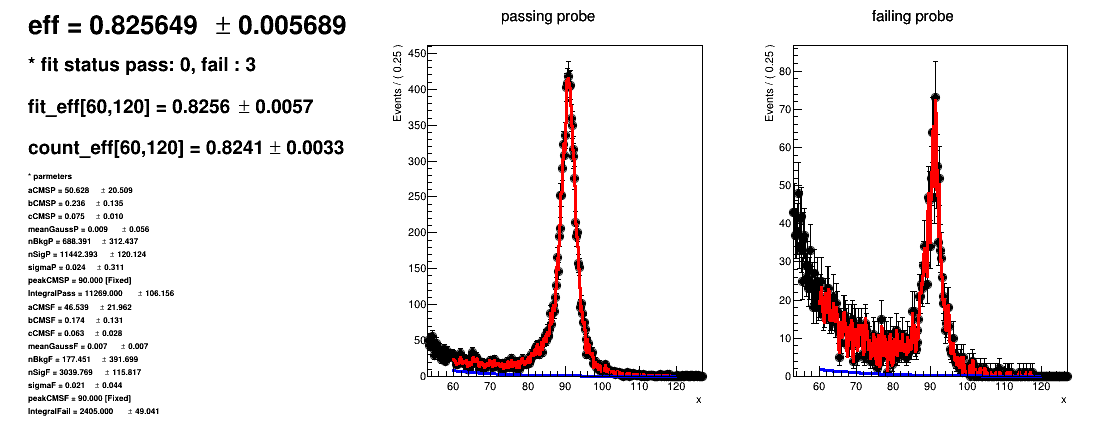 eff = 0.825649 ± 0.005689
* fit status pass: 0, fail : 3
fit_eff[60,120] = 0.8256 ± 0.0057
count_eff[60,120] = 0.8241 ± 0.0033
* parmeters
aCMSP = 50.628 ± 20.509
bCMSP = 0.236 ± 0.135
cCMSP = 0.075 ± 0.010
meanGaussP = 0.009 ± 0.056
nBkgP = 688.391 ± 312.437
nSigP = 11442.393 ± 120.124
sigmaP = 0.024 ± 0.311
peakCMSP = 90.000 [Fixed]
IntegralPass = 11269.000 ± 106.156
aCMSF = 46.539 ± 21.962
bCMSF = 0.174 ± 0.131
cCMSF = 0.063 ± 0.028
meanGaussF = 0.007 ± 0.007
nBkgF = 177.451 ± 391.699
nSigF = 3039.769 ± 115.817
sigmaF = 0.021 ± 0.044
peakCMSF = 90.000 [Fixed]
IntegralFail = 2405.000 ± 49.041
passing probe
Events / ( 0.25 )
450
400
350
300
250
200
150
100
50
0
60 70 80 90 100 110 120
x
failing probe
Events / ( 0.25 )
80
70
60
50
40
30
20
10
0
60 70 80 90 100 110 120
x